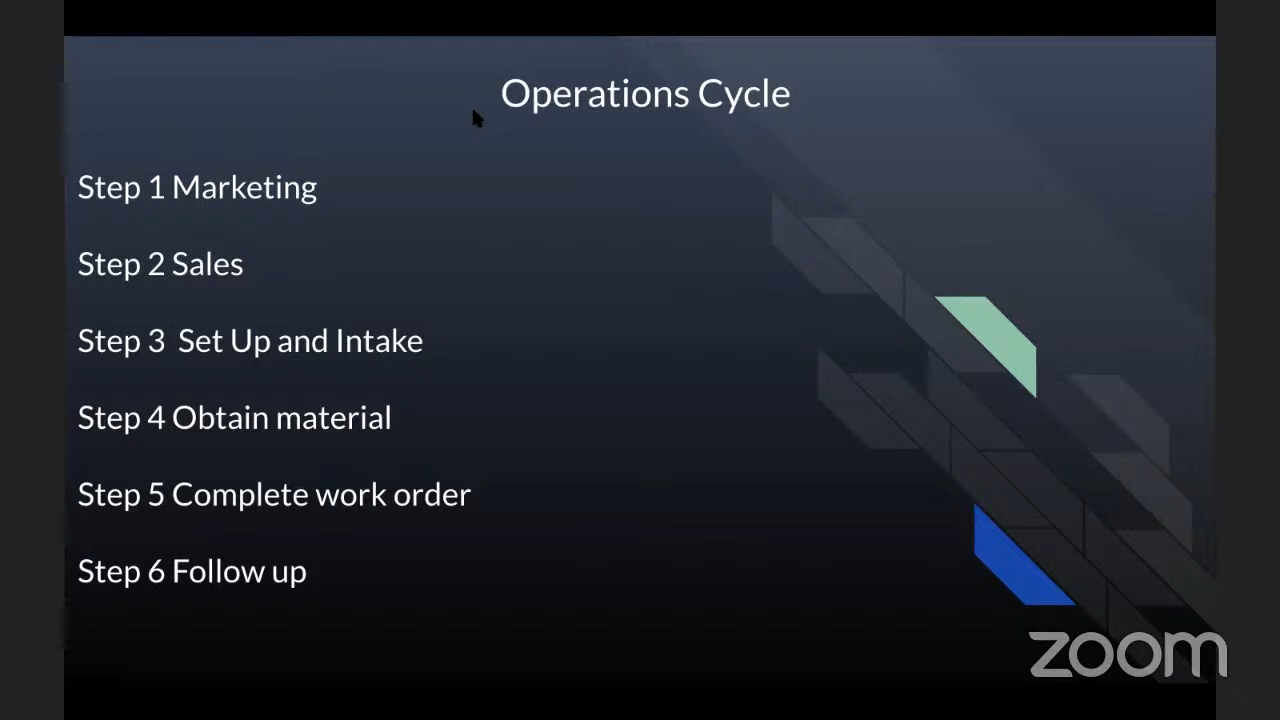 Operations Cycle
Step 1 Marketing
Step 2 Sales
Step 3  Set Up and Intake
Step 4 Obtain material
Step 5 Complete work order
Step 6 Follow up
zoom